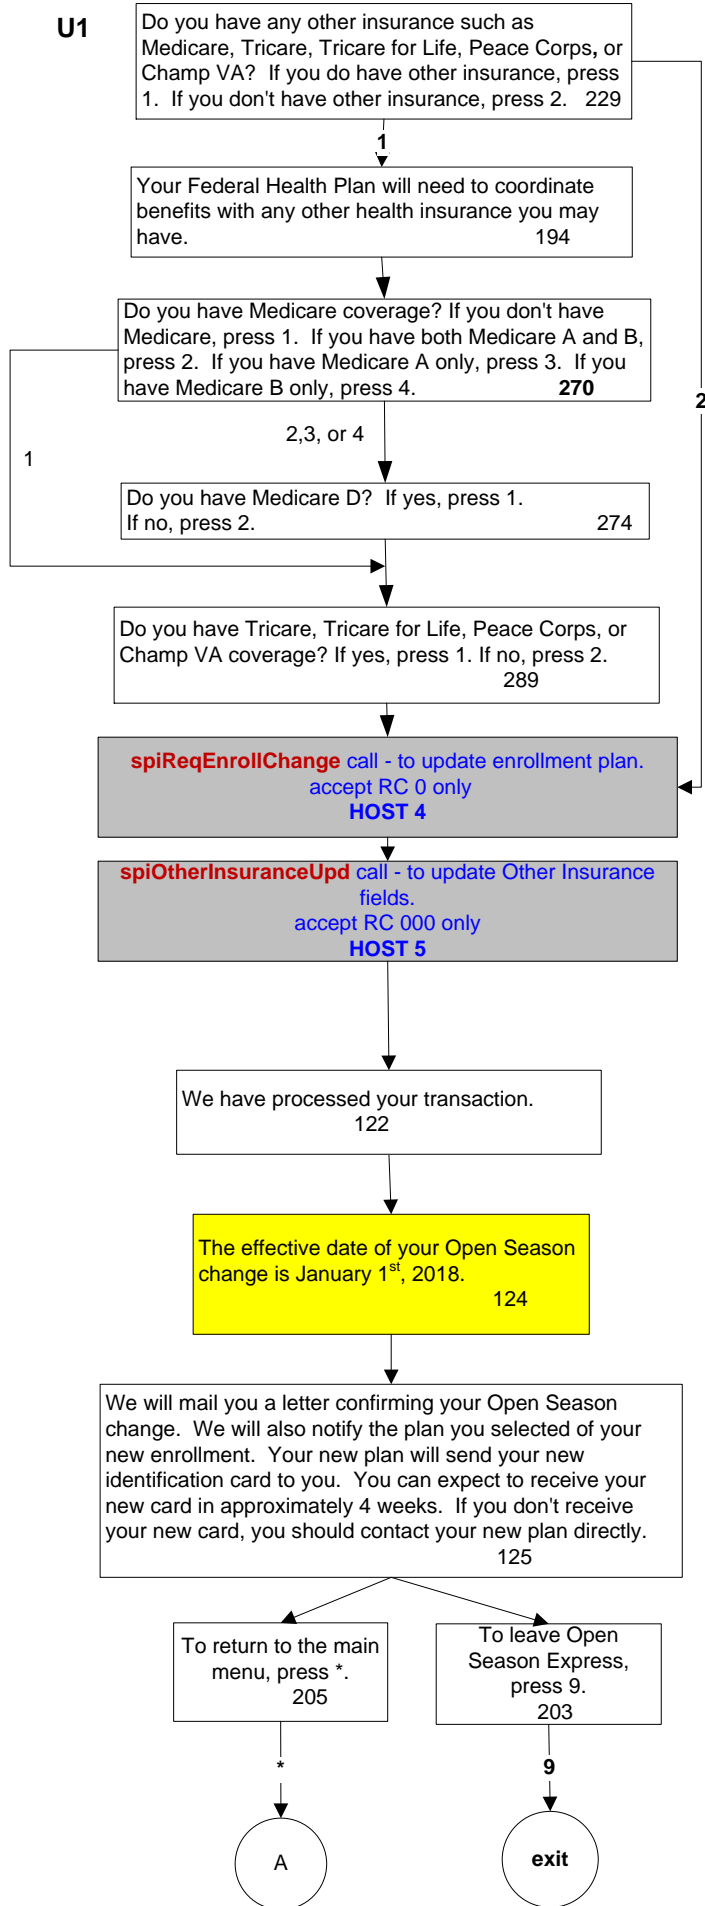 U1
Do you have any other insurance such as
Medicare, Tricare, Tricare for Life, Peace Corps, or
Champ VA?  If you do have other insurance, press
1.  If you don't have other insurance, press 2.   229
1
Your Federal Health Plan will need to coordinate
benefits with any other health insurance you may
have. 194
Do you have Medicare coverage? If you don't have
Medicare, press 1.  If you have both Medicare A and B,
press 2.  If you have Medicare A only, press 3.  If you
have Medicare B only, press 4. 270
2
2,3, or 4
1
Do you have Medicare D?  If yes, press 1.
If no, press 2. 274
Do you have Tricare, Tricare for Life, Peace Corps, or
Champ VA coverage? If yes, press 1. If no, press 2.
289
spiReqEnrollChange call - to update enrollment plan.
accept RC 0 only
HOST 4
spiOtherInsuranceUpd call - to update Other Insurance
fields.
accept RC 000 only
HOST 5
We have processed your transaction.
122
The effective date of your Open Season
change is January 1st, 2018.
124
We will mail you a letter confirming your Open Season
change.  We will also notify the plan you selected of your
new enrollment.  Your new plan will send your new
identification card to you.  You can expect to receive your
new card in approximately 4 weeks.  If you don't receive
your new card, you should contact your new plan directly.
125
To return to the main
menu, press *.
205
To leave Open
Season Express,
press 9.
203
*
9
A
exit